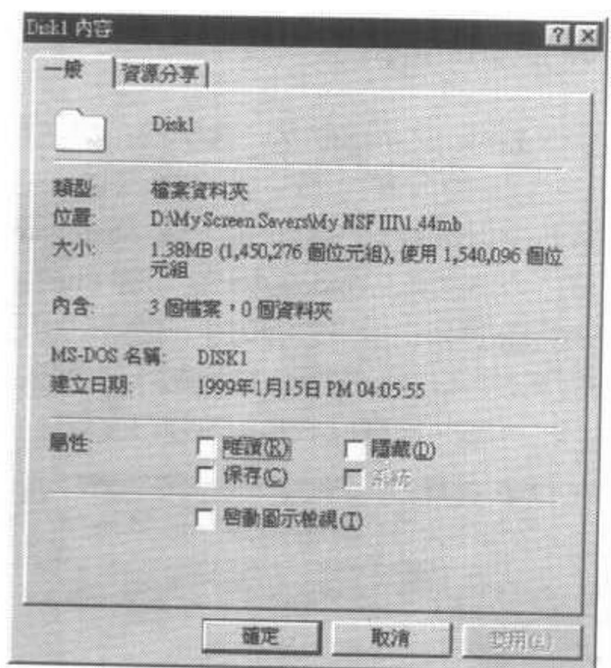 Disk1 內容
一般 資源分享
Disk1
類型: 檔案資料夾
位置: D:\My Screen Savers\My NSF III\1.44mb
大小: 1.38MB (1,450,276 個位元組), 使用 1,540,096 個位
元組
內含: 3 個檔案，0 個資料夾
MS-DOS 名稱: DISK1
建立日期: 1999年1月15日 PM 04:05:55
屬性: 唯讀(R) 隱藏(D)
保存(C) 系統
啓動圖示檢視(T)
確定 取消 套用(A)